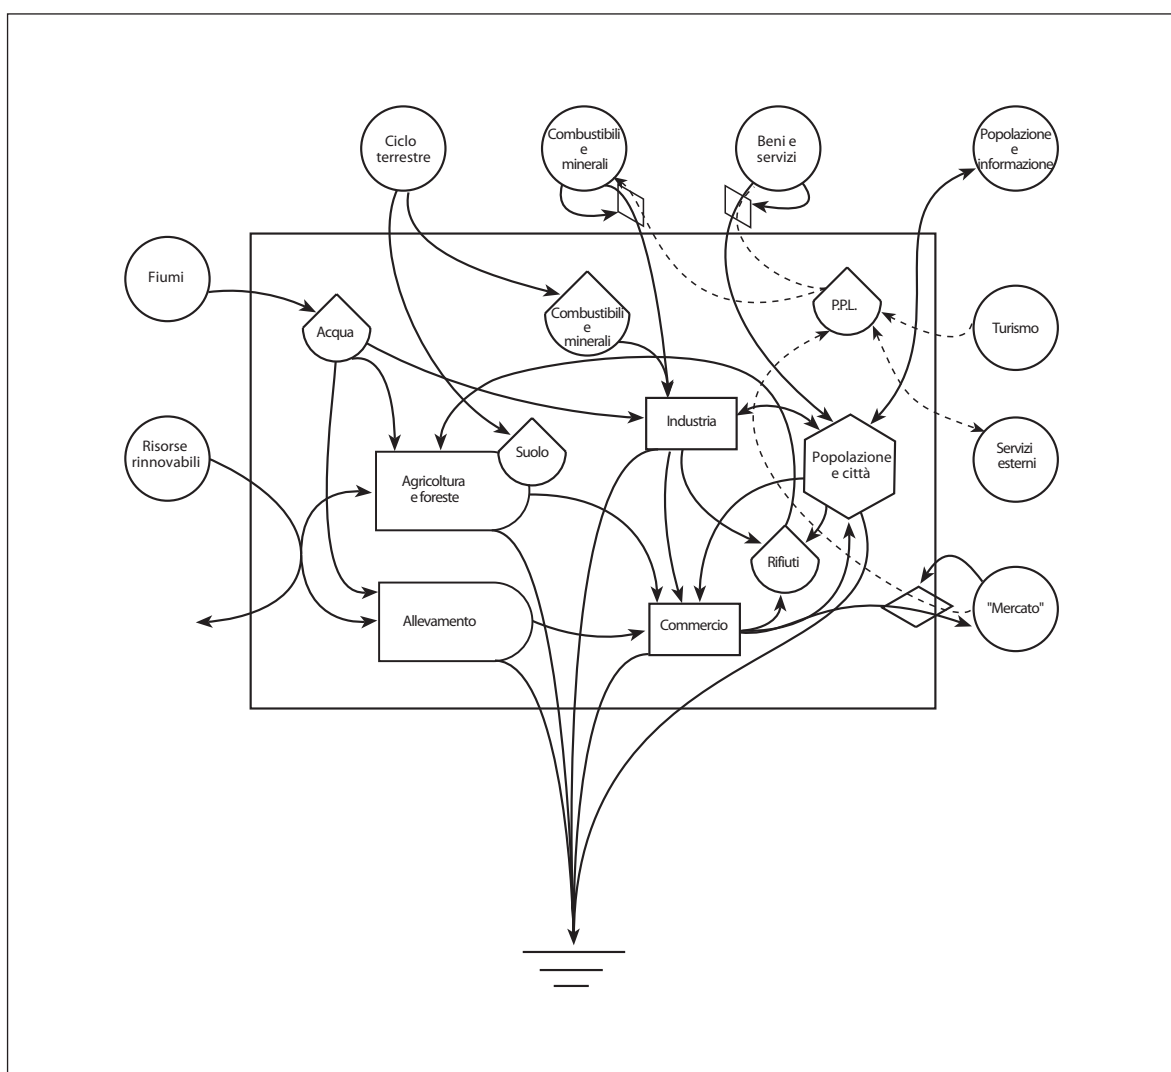 Ciclo
terrestre
Combustibili
e
minerali
Beni e
servizi
Popolazione
e
informazione
Fiumi
Acqua
Combustibili
e
minerali
P.P.L.
Turismo
Risorse
rinnovabili
Suolo
Industria
Agricoltura
e foreste
Popolazione
e città
Servizi
esterni
Rifiuti
Allevamento
Commercio
"Mercato"